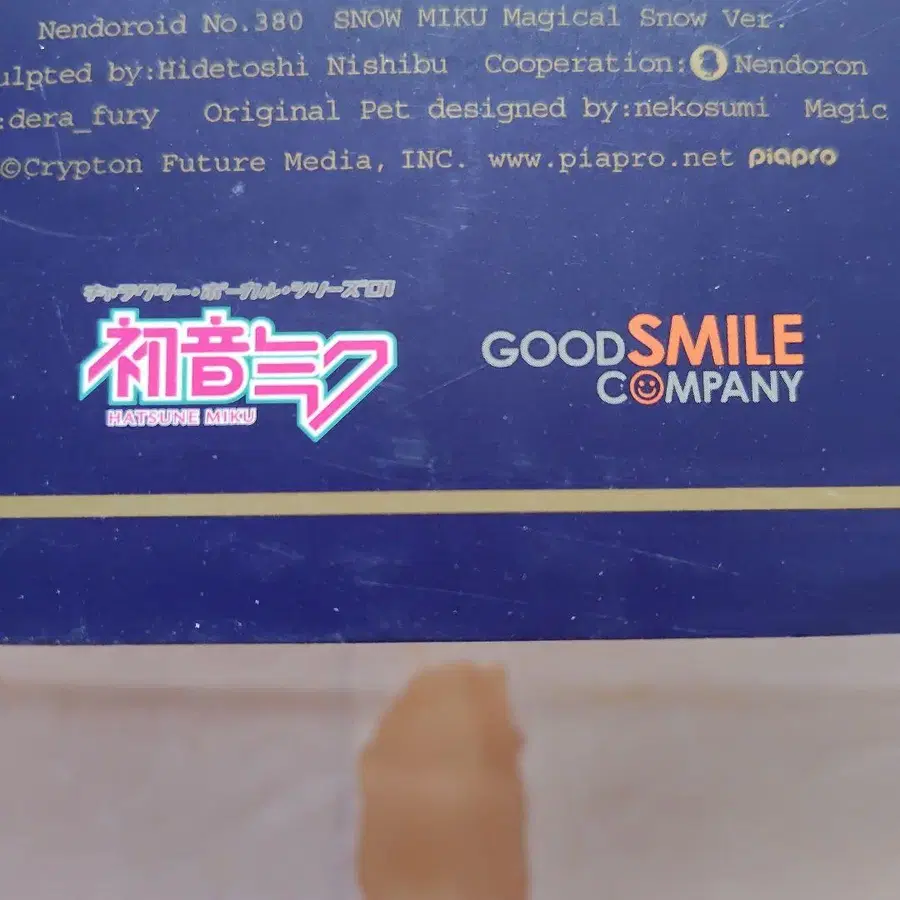 Nendoroid No.380 SNOW MIKU Magical Snow Ver.
ulpted by:Hidetoshi Nishibu Cooperation: Nendoron
:dera_fury Original Pet designed by:nekosumi Magic
©Crypton Future Media, INC. www.piapro.net piapro
キャラクター・ボーカル・シリーズ01
初音ミク
HATSUNE MIKU
GOOD SMILE
COMPANY